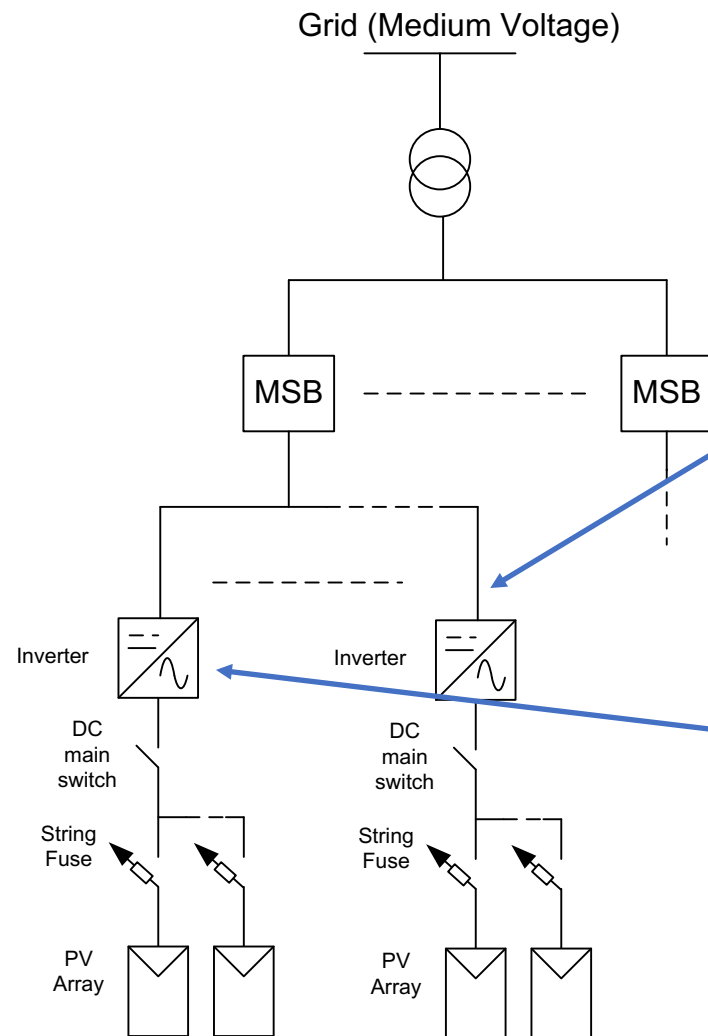 Grid (Medium Voltage)
MSB
MSB
Inverter
Inverter
DC
main
switch
DC
main
switch
String
Fuse
String
Fuse
PV
Array
PV
Array